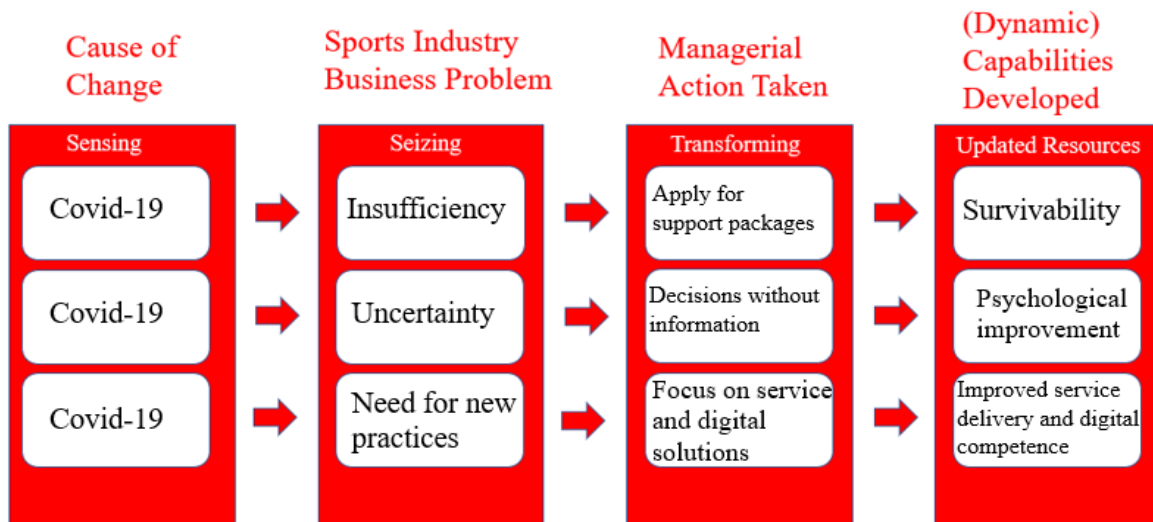 Cause of
Change
Sports Industry
Business Problem
Managerial
Action Taken
(Dynamic)
Capabilities
Developed
Sensing
Seizing
Transforming
Updated Resources
Covid-19
Insufficiency
Apply for
support packages
Survivability
Covid-19
Uncertainty
Decisions without
information
Psychological
improvement
Covid-19
Need for new
practices
Focus on service
and digital
solutions
Improved service
delivery and digital
competence